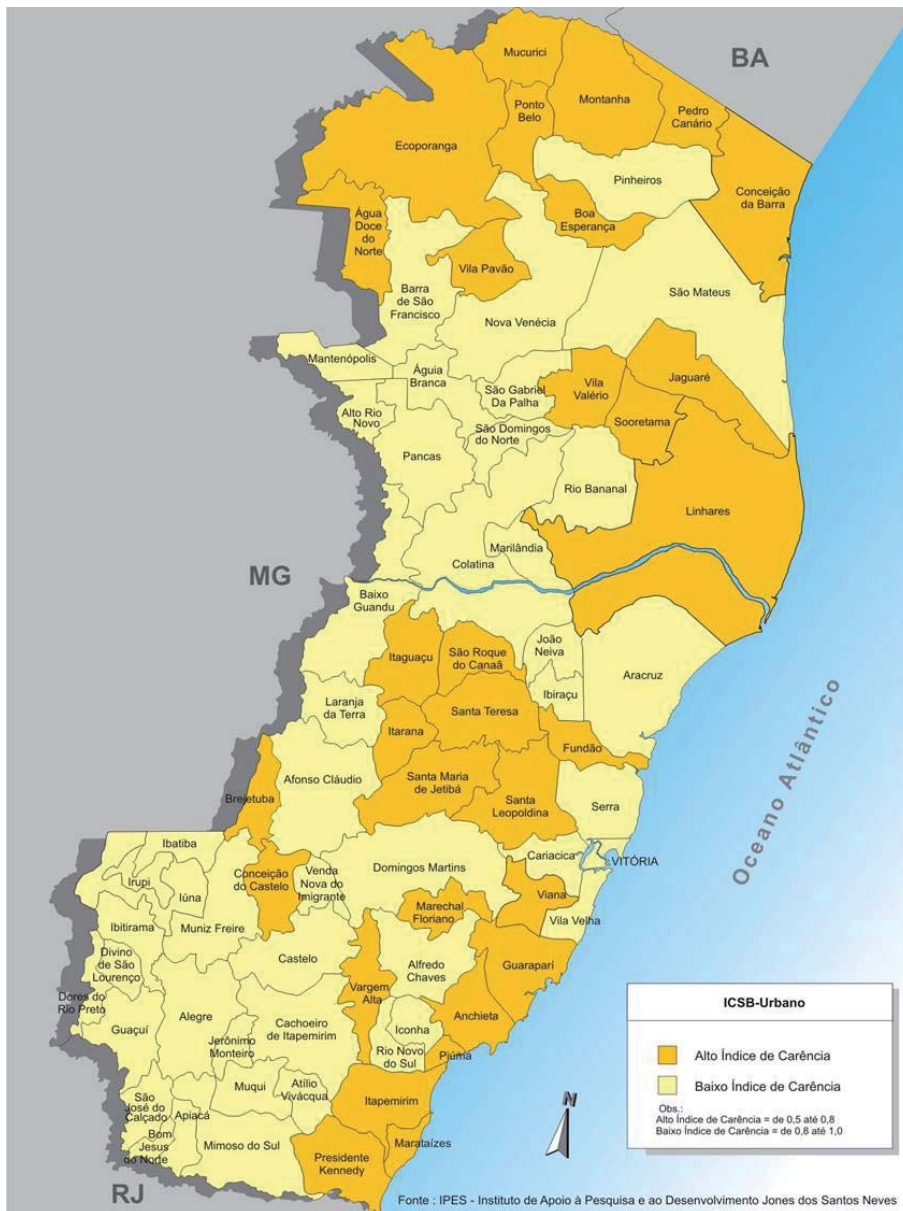 BA
Mucurici
Ponto
Belo
Montanha
Pedro
Canário
Ecoporanga
Pinheiros
Conceição
da Barra
Água
Doce
do
Norte
Boa
Esperança
Vila Pavão
São Mateus
Barra
de São
Francisco
Nova Venécia
Mantenópolis
Águia
Branca
São Gabriel
Da Palha
Vila
Valério
Jaguaré
Alto Rio
Novo
São Domingos
do Norte
Sooretama
Pancas
Rio Bananal
Linhares
Marilândia
Colatina
MG
Baixo
Guandu
Itaguaçu
São Roque
do Canaã
João
Neiva
Aracruz
Ibiraçu
Laranja
da Terra
Santa Teresa
Itarana
Fundão
Afonso Cláudio
Santa Maria
de Jetibá
Santa
Leopoldina
Serra
Brejetuba
Oceano Atlântico
Ibatiba
Cariacica
VITÓRIA
Irupi
Iúna
Conceição
do Castelo
Venda
Nova do
Imigrante
Domingos Martins
Viana
Vila Velha
Marechal
Floriano
Ibitirama
Muniz Freire
Castelo
Divino
de São
Lourenço
Alfredo
Chaves
Guaraparí
Vargem
Alta
Dores do
Rio Preto
Guaçuí
Alegre
Anchieta
Cachoeiro
de Itapemirim
Iconha
Jerônimo
Monteiro
Rio Novo
do Sul
Piúma
Muqui
Atilio
Vivácqua
Itapemirim
São
José do
Calçado
Apiacá
Bom
Jesus
do Norte
Mimoso do Sul
Marataízes
Presidente
Kennedy
RJ
N
ICSB-Urbano
Alto Índice de Carência
Baixo Índice de Carência
Obs.:
Alto Índice de Carência = de 0,5 até 0,8
Baixo Índice de Carência = de 0,8 até 1,0
Fonte : IPES - Instituto de Apoio à Pesquisa e ao Desenvolvimento Jones dos Santos Neves